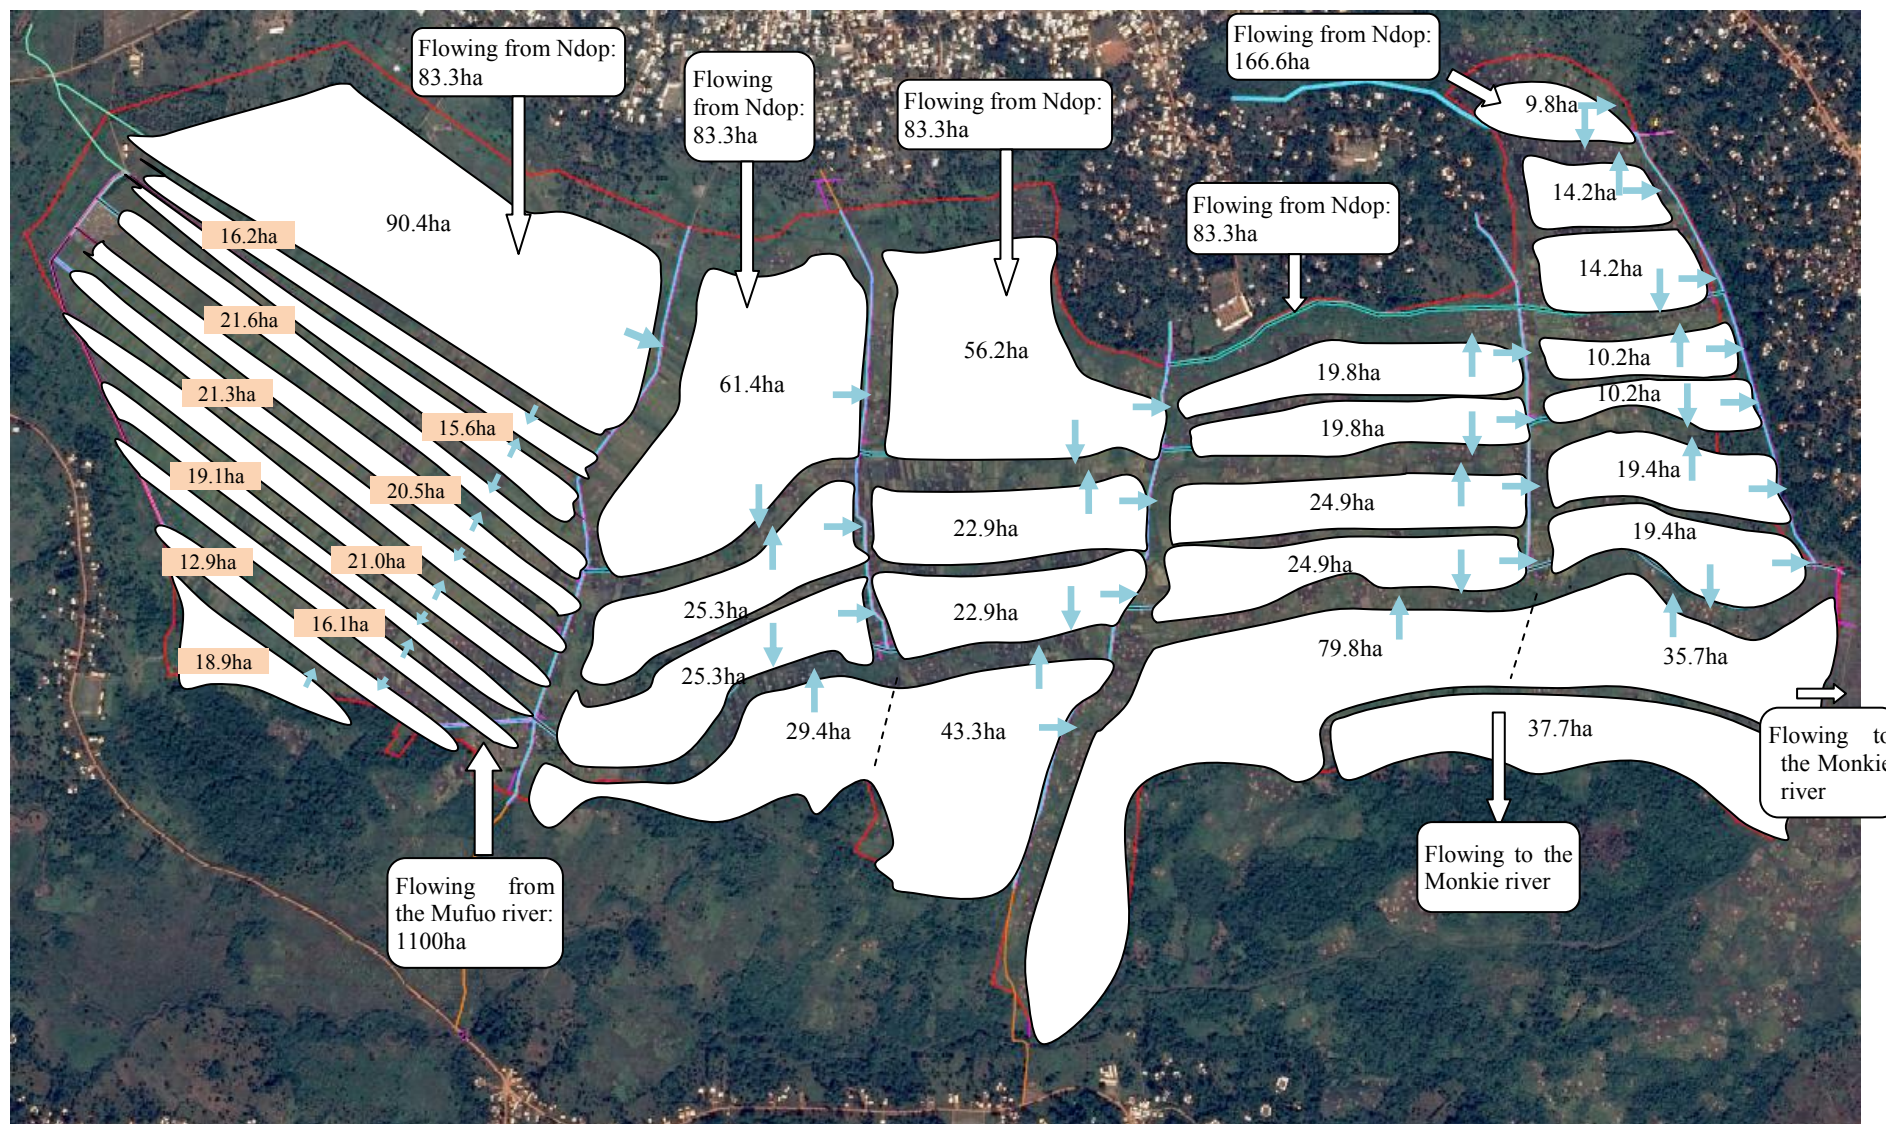 Flowing from Ndop:
83.3ha
Flowing
from Ndop:
83.3ha
Flowing from Ndop:
83.3ha
Flowing from Ndop:
166.6ha
Flowing from Ndop:
83.3ha
9.8ha
14.2ha
14.2ha
10.2ha
10.2ha
19.4ha
19.4ha
90.4ha
16.2ha
21.6ha
21.3ha
15.6ha
19.1ha
20.5ha
12.9ha
21.0ha
16.1ha
18.9ha
61.4ha
56.2ha
19.8ha
19.8ha
24.9ha
24.9ha
22.9ha
22.9ha
25.3ha
25.3ha
29.4ha
43.3ha
79.8ha
35.7ha
37.7ha
Flowing to
the Monkie
river
Flowing to the
Monkie river
Flowing from
the Mufuo river:
1100ha